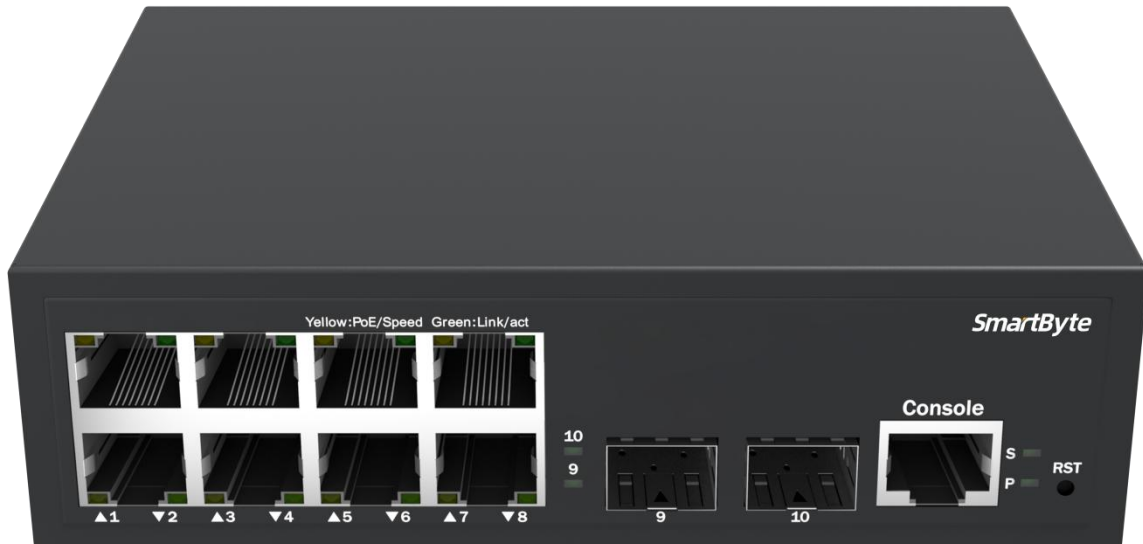 Yellow:PoE/Speed Green:Link/act
SmartByte
Console
10
9
S
P
RST
▲1 ▼2 ▲3 ▼4 ▲5 ▼6 ▲7 ▼8
9
10